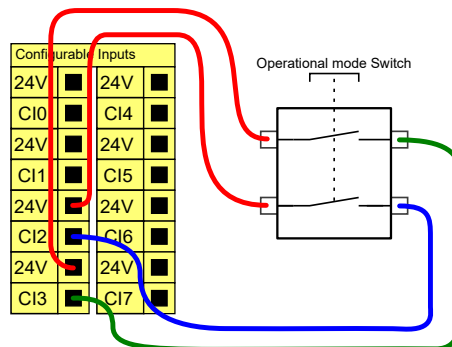 Configurable Inputs
Operational mode Switch
24V 24V
CI0 CI4
24V 24V
CI1 CI5
24V 24V
CI2 CI6
24V 24V
CI3 CI7